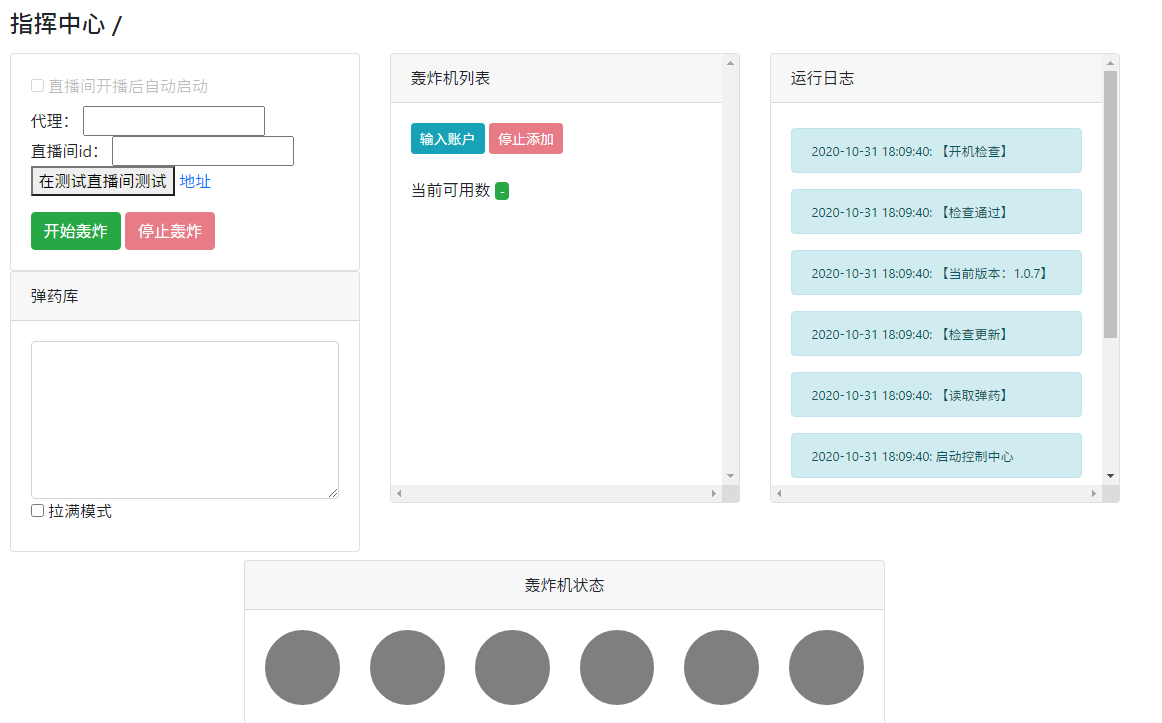 指挥中心 /
直播间开播后自动启动
代理：
直播间id：
在测试直播间测试 地址
开始轰炸 停止轰炸
弹药库
拉满模式
轰炸机列表
输入账户 停止添加
当前可用数 -
运行日志
2020-10-31 18:09:40: 【开机检查】
2020-10-31 18:09:40: 【检查通过】
2020-10-31 18:09:40: 【当前版本：1.0.7】
2020-10-31 18:09:40: 【检查更新】
2020-10-31 18:09:40: 【读取弹药】
2020-10-31 18:09:40: 启动控制中心
轰炸机状态